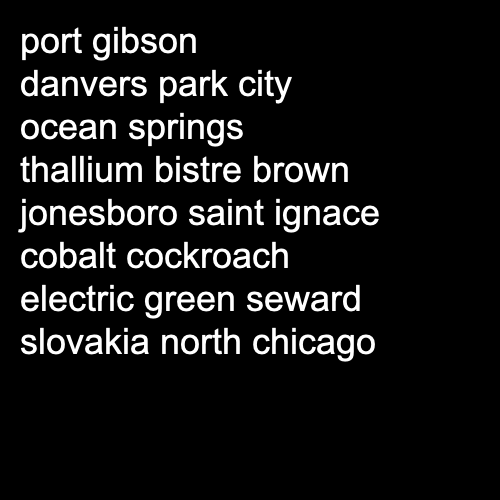 port gibson
danvers park city
ocean springs
thallium bistre brown
jonesboro saint ignace
cobalt cockroach
electric green seward
slovakia north chicago